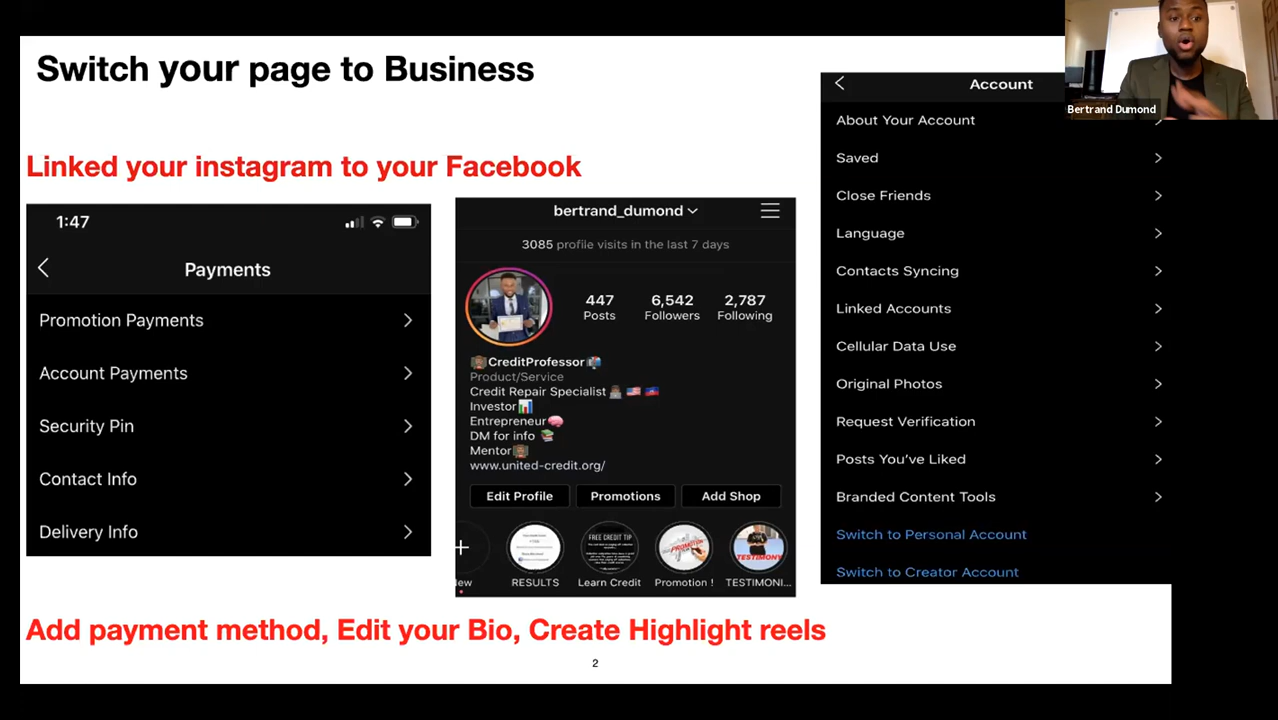 Switch your page to Business
Linked your instagram to your Facebook
1:47
Payments
Promotion Payments
Account Payments
Security Pin
Contact Info
Delivery Info
bertrand_dumond
3085 profile visits in the last 7 days
447 6,542 2,787
Posts Followers Following
CreditProfessor
Product/Service
Credit Repair Specialist
Investor
Entrepreneur
DM for info
Mentor
www.united-credit.org/
Edit Profile Promotions Add Shop
FREE CREDIT TIP
ew RESULTS Learn Credit Promotion ! TESTIMONI...
Account
About Your Account
Saved
Close Friends
Language
Contacts Syncing
Linked Accounts
Cellular Data Use
Original Photos
Request Verification
Posts You've Liked
Branded Content Tools
Switch to Personal Account
Switch to Creator Account
Bertrand Dumond
Add payment method, Edit your Bio, Create Highlight reels
2